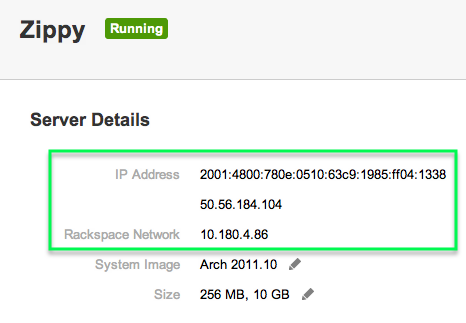 Zippy Running
Server Details
IP Address 2001:4800:780e:0510:63c9:1985:ff04:1338
50.56.184.104
Rackspace Network 10.180.4.86
System Image Arch 2011.10
Size 256 MB, 10 GB